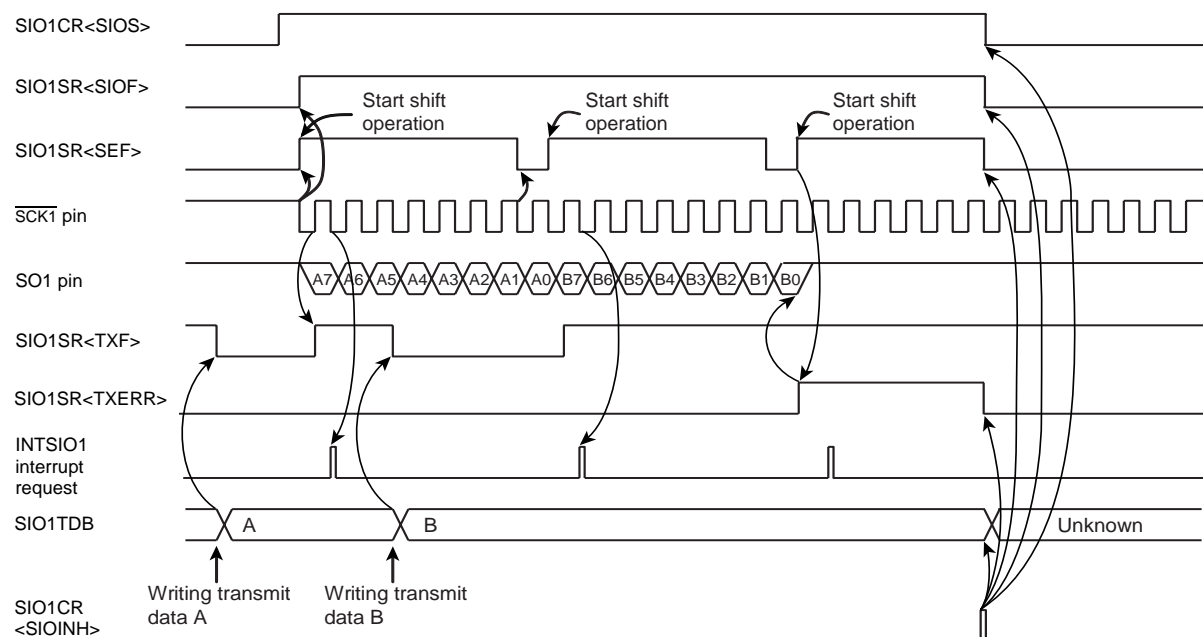 SIO1CR<SIOS>
SIO1SR<SIOF>
Start shift
operation
Start shift
operation
Start shift
operation
SIO1SR<SEF>
SCK1 pin
SO1 pin
A7 A6 A5 A4 A3 A2 A1 A0 B7 B6 B5 B4 B3 B2 B1 B0
SIO1SR<TXF>
SIO1SR<TXERR>
INTSIO1
interrupt
request
SIO1TDB
A
B
Unknown
Writing transmit
data A
Writing transmit
data B
SIO1CR
<SIOINH>